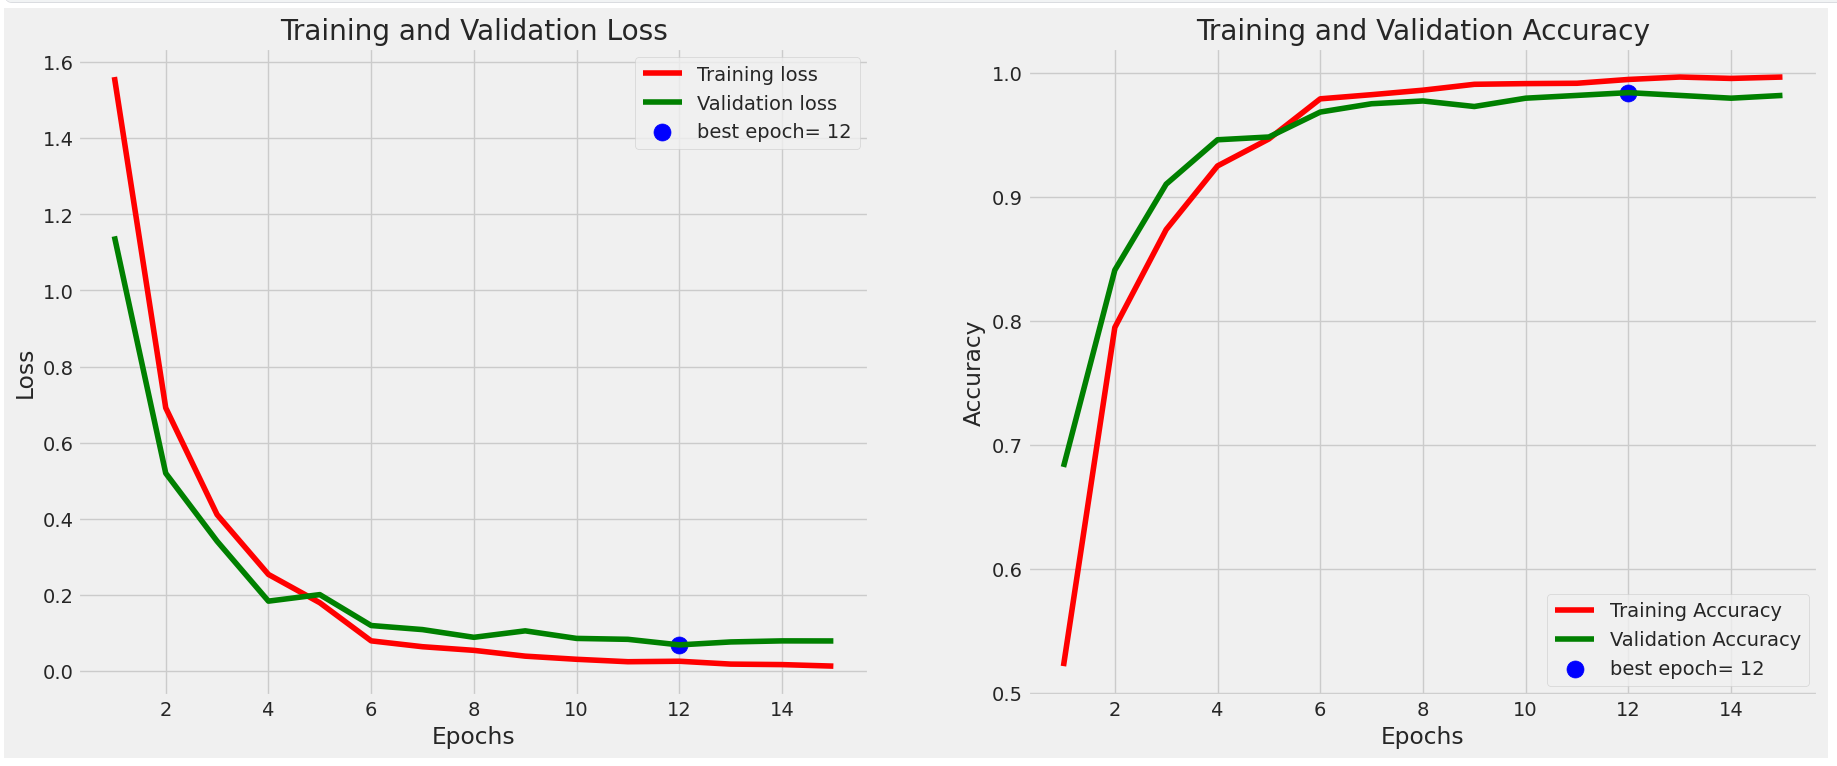 Training and Validation Loss
1.6
1.4
1.2
1.0
0.8
0.6
0.4
0.2
0.0
Loss
Training loss
Validation loss
best epoch= 12
2 4 6 8 10 12 14
Epochs
Training and Validation Accuracy
1.0
0.9
0.8
0.7
0.6
0.5
Accuracy
Training Accuracy
Validation Accuracy
best epoch= 12
2 4 6 8 10 12 14
Epochs